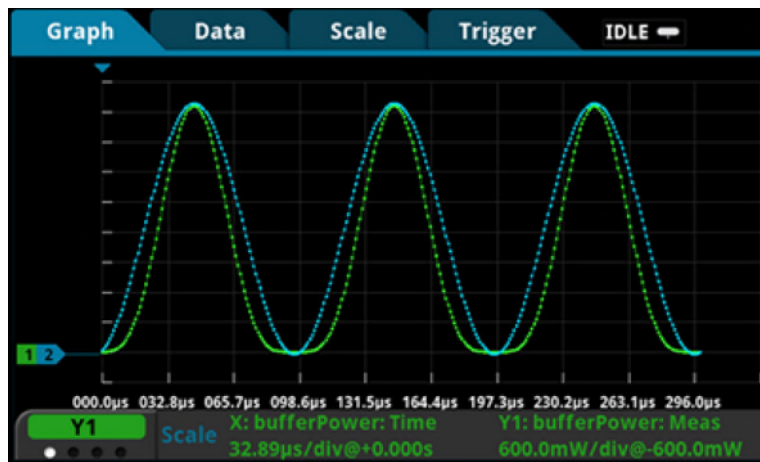 Graph Data Scale Trigger IDLE
1 2
000.0µs 032.8µs 065.7µs 098.6µs 131.5µs 164.4µs 197.3µs 230.2µs 263.1µs 296.0µs
Y1 Scale X: bufferPower: Time Y1: bufferPower: Meas
32.89µs/div@+0.000s 600.0mW/div@-600.0mW